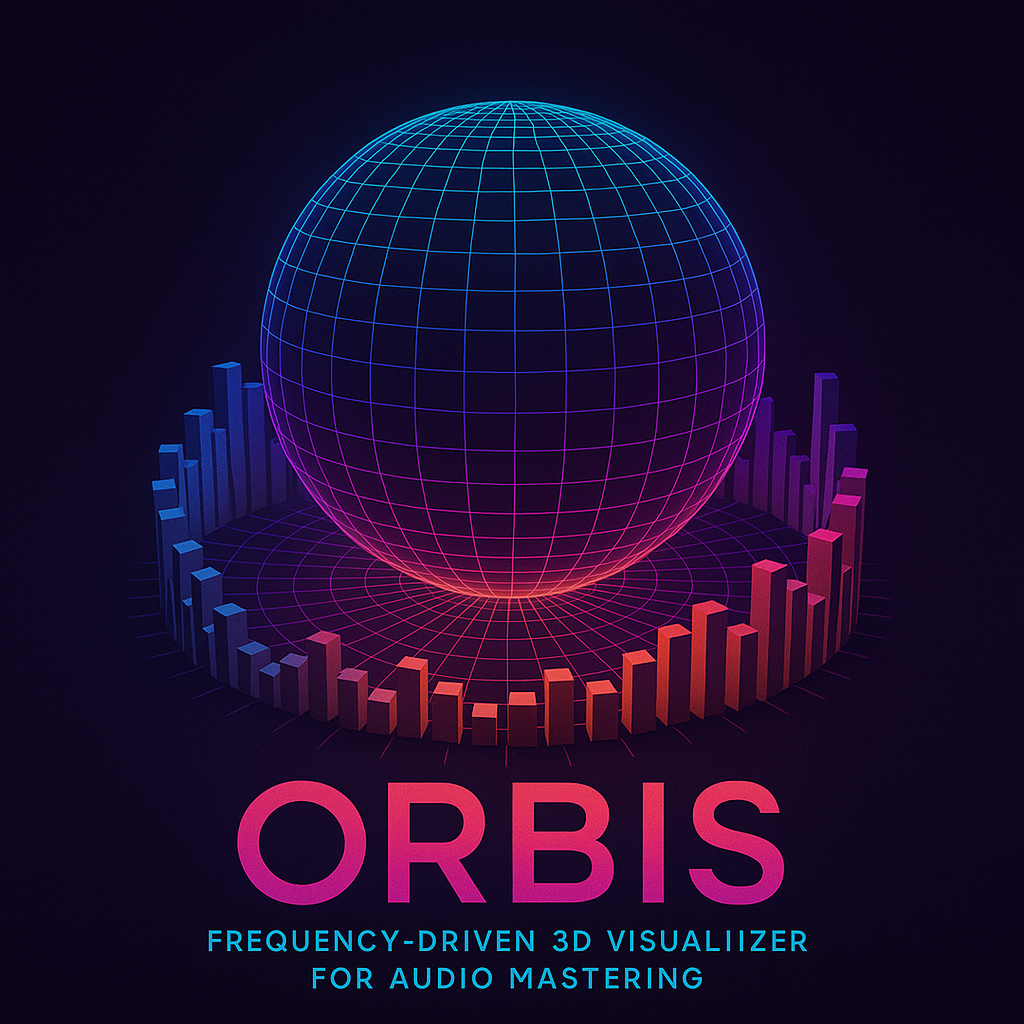 ORBIS
FREQUENCY-DRIVEN 3D VISUALIIZER
FOR AUDIO MASTERING